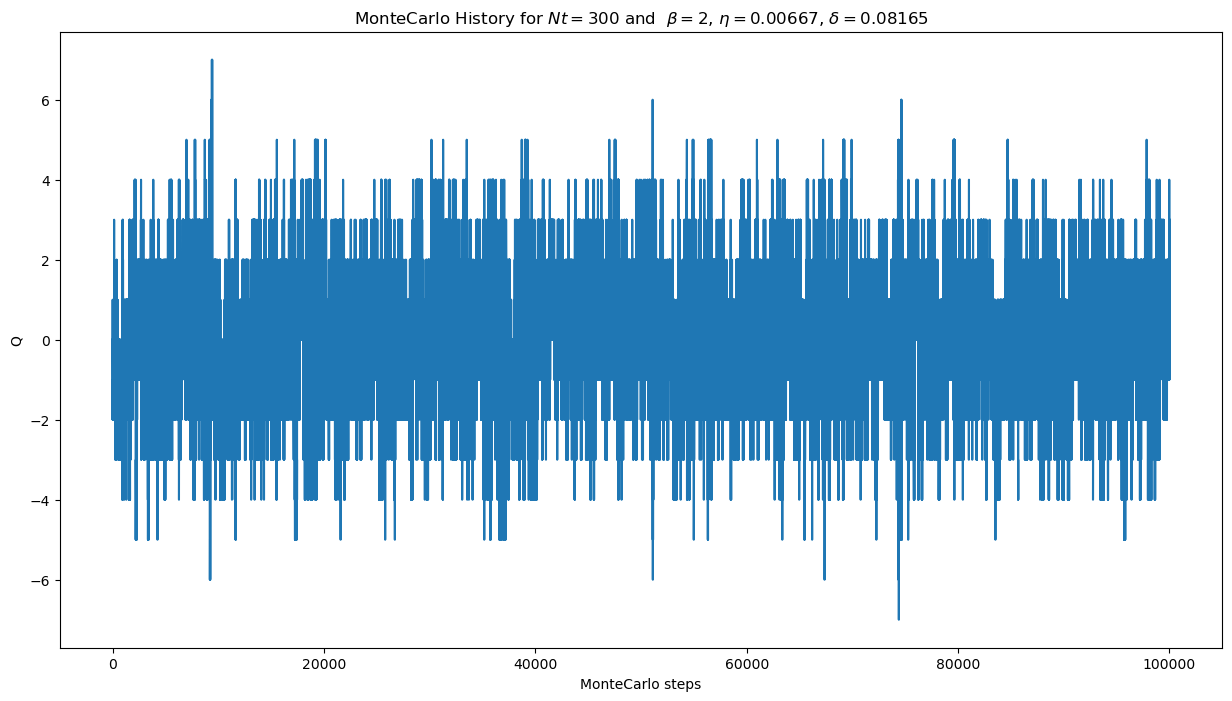 MonteCarlo History for Nt = 300 and β = 2, η = 0.00667, δ = 0.08165
6
4
2
0
−2
−4
−6
Q
0 20000 40000 60000 80000 100000
MonteCarlo steps